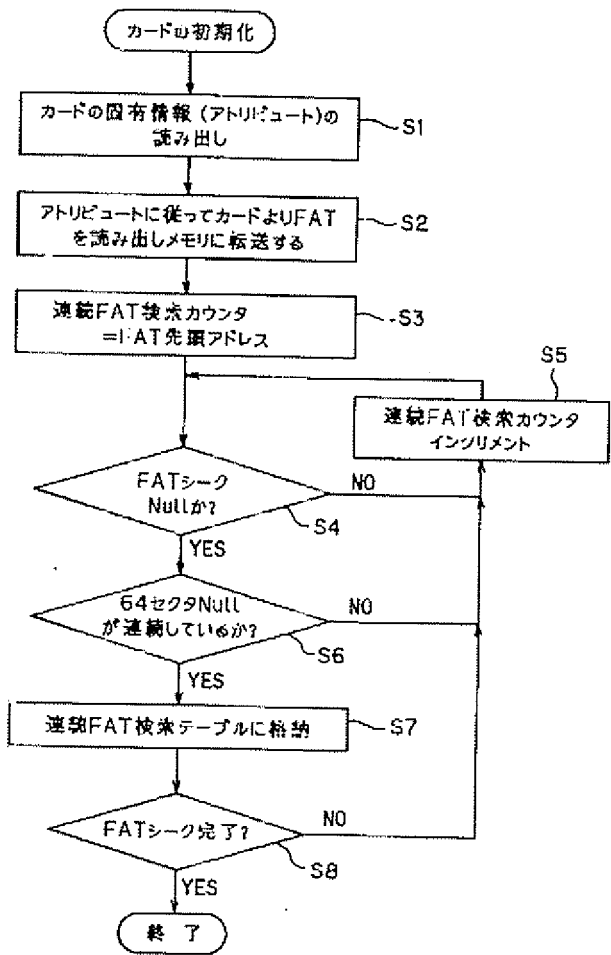 カードの初期化
カードの固有情報(アトリビュート)の
読み出し
S1
アトリビュートに従ってカードよりFAT
を読み出しメモリに転送する
S2
連続FAT検索カウンタ
=FAT先頭アドレス
S3
S5
連続FAT検索カウンタ
インクリメント
FATシーク
Nullか?
NO
S4
YES
64セクタNull
が連続しているか?
NO
S6
YES
連続FAT検索テーブルに格納
S7
FATシーク完了?
NO
S8
YES
終了